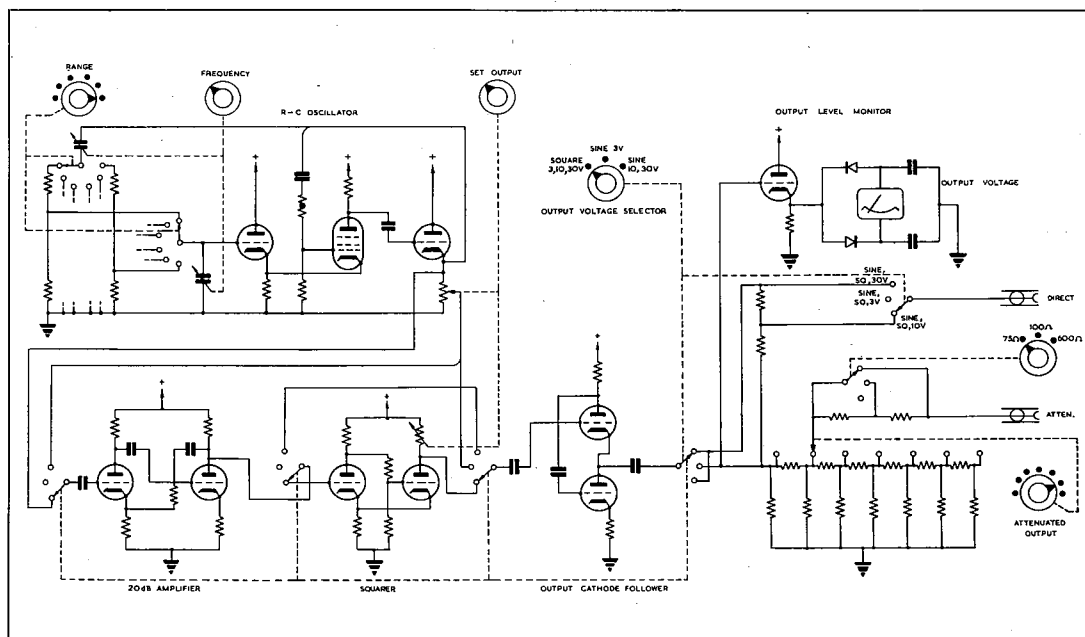 RANGE
FREQUENCY
SET OUTPUT
R-C OSCILLATOR
OUTPUT LEVEL MONITOR
SQUARE
3,10,30V
SINE 3V
SINE
10, 30V
OUTPUT VOLTAGE SELECTOR
OUTPUT VOLTAGE
SINE,
SQ,30V
SINE,
SQ,3V
SINE,
SQ,10V
DIRECT
75Ω
100Ω
600Ω
ATTEN.
ATTENUATED
OUTPUT
20dB AMPLIFIER
SQUARER
OUTPUT CATHODE FOLLOWER
+
+
+
+
+
+
+